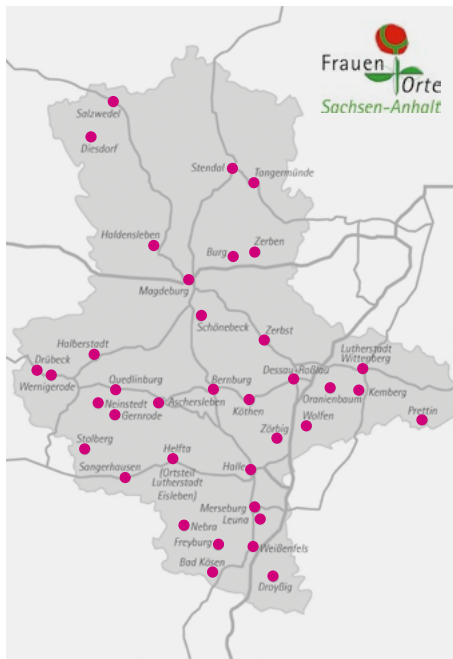 Frauen
Orte
Sachsen-Anhalt
Salzwedel
Diesdorf
Stendal
Tangermünde
Haldensleben
Burg
Zerben
Magdeburg
Schönebeck
Zerbst
Halberstadt
Drübeck
Wernigerode
Quedlinburg
Bernburg
Dessau-Roßlau
Lutherstadt
Wittenberg
Neinstedt
Aschersleben
Gernrode
Köthen
Oranienbaum
Kemberg
Wolfen
Prettin
Zörbig
Stolberg
Helfta
(Ortsteil
Lutherstadt
Eisleben)
Halle
Sangerhausen
Merseburg
Leuna
Nebra
Freyburg
Weißenfels
Bad Kösen
Droyßig